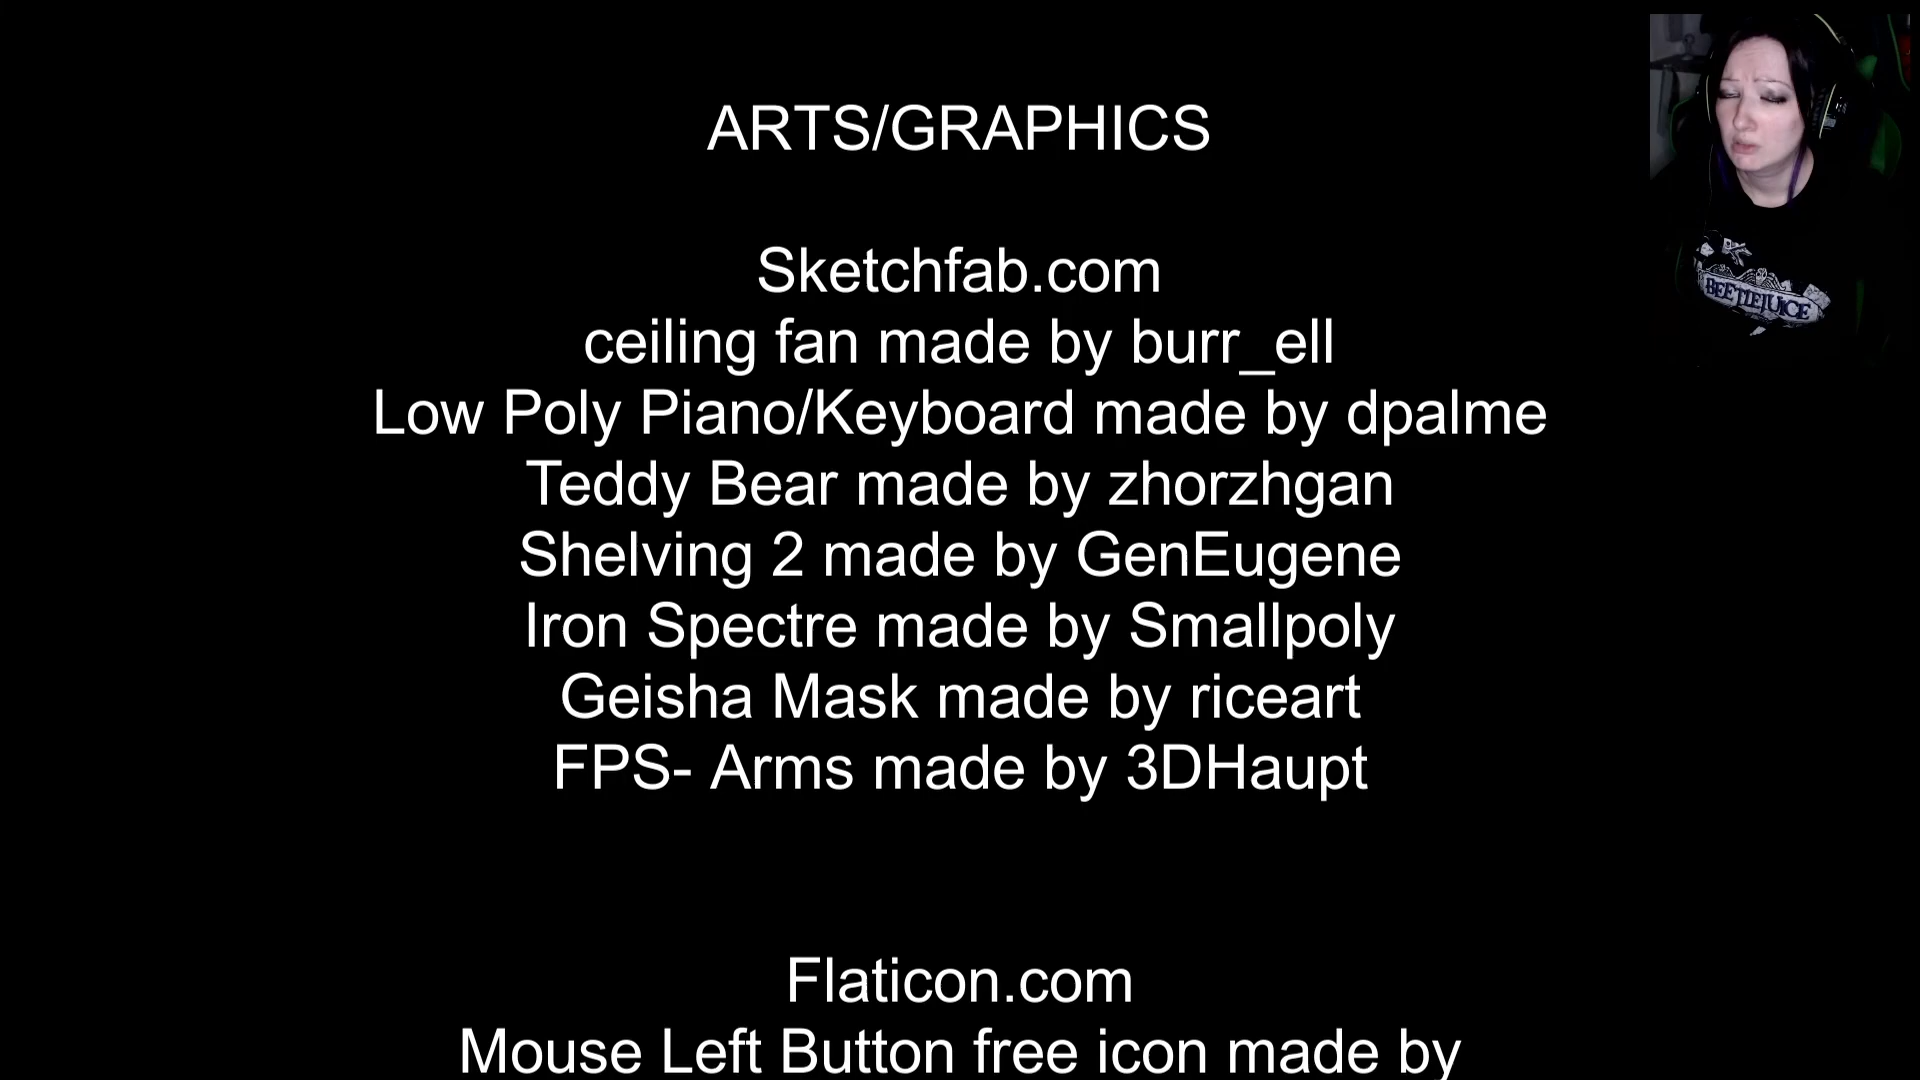 ARTS/GRAPHICS
Sketchfab.com
ceiling fan made by burr_ell
Low Poly Piano/Keyboard made by dpalme
Teddy Bear made by zhorzhgan
Shelving 2 made by GenEugene
Iron Spectre made by Smallpoly
Geisha Mask made by riceart
FPS- Arms made by 3DHaupt
Flaticon.com
Mouse Left Button free icon made by
BEETLEJUICE